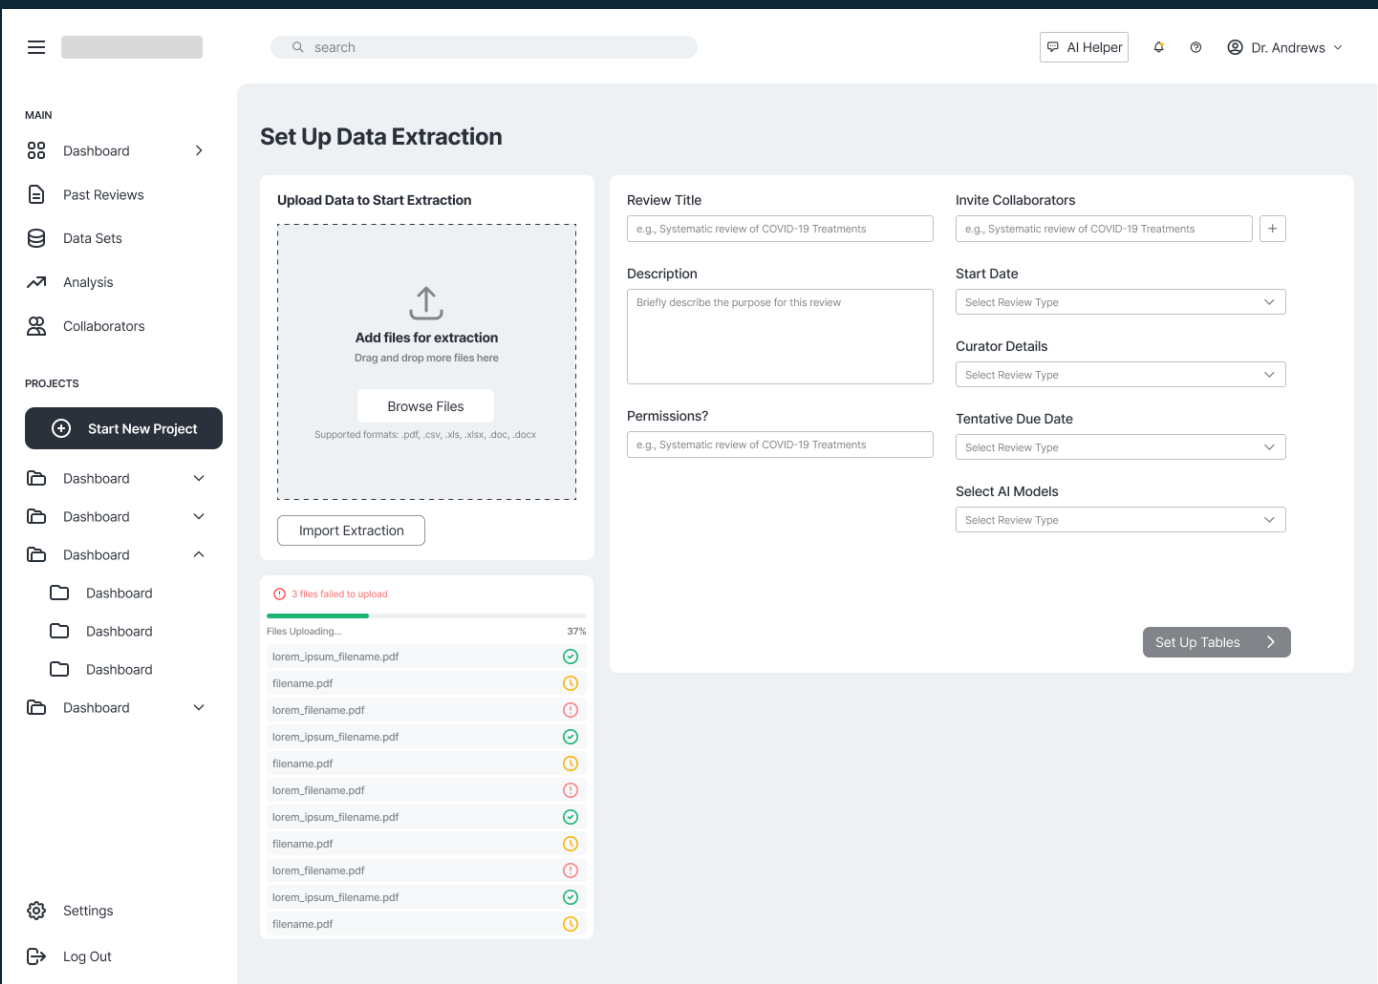 search
AI Helper
Dr. Andrews
MAIN
Dashboard
Past Reviews
Data Sets
Analysis
Collaborators
PROJECTS
Start New Project
Dashboard
Dashboard
Dashboard
Dashboard
Dashboard
Dashboard
Dashboard
Settings
Log Out
Set Up Data Extraction
Upload Data to Start Extraction
Add files for extraction
Drag and drop more files here
Browse Files
Supported formats: .pdf, .csv, .xls, .xlsx, .doc, .docx
Import Extraction
3 files failed to upload
Files Uploading... 37%
lorem_ipsum_filename.pdf
filename.pdf
lorem_filename.pdf
lorem_ipsum_filename.pdf
filename.pdf
lorem_filename.pdf
lorem_ipsum_filename.pdf
filename.pdf
lorem_filename.pdf
lorem_ipsum_filename.pdf
filename.pdf
Review Title
e.g., Systematic review of COVID-19 Treatments
Description
Briefly describe the purpose for this review
Permissions?
e.g., Systematic review of COVID-19 Treatments
Invite Collaborators
e.g., Systematic review of COVID-19 Treatments
Start Date
Select Review Type
Curator Details
Select Review Type
Tentative Due Date
Select Review Type
Select AI Models
Select Review Type
Set Up Tables